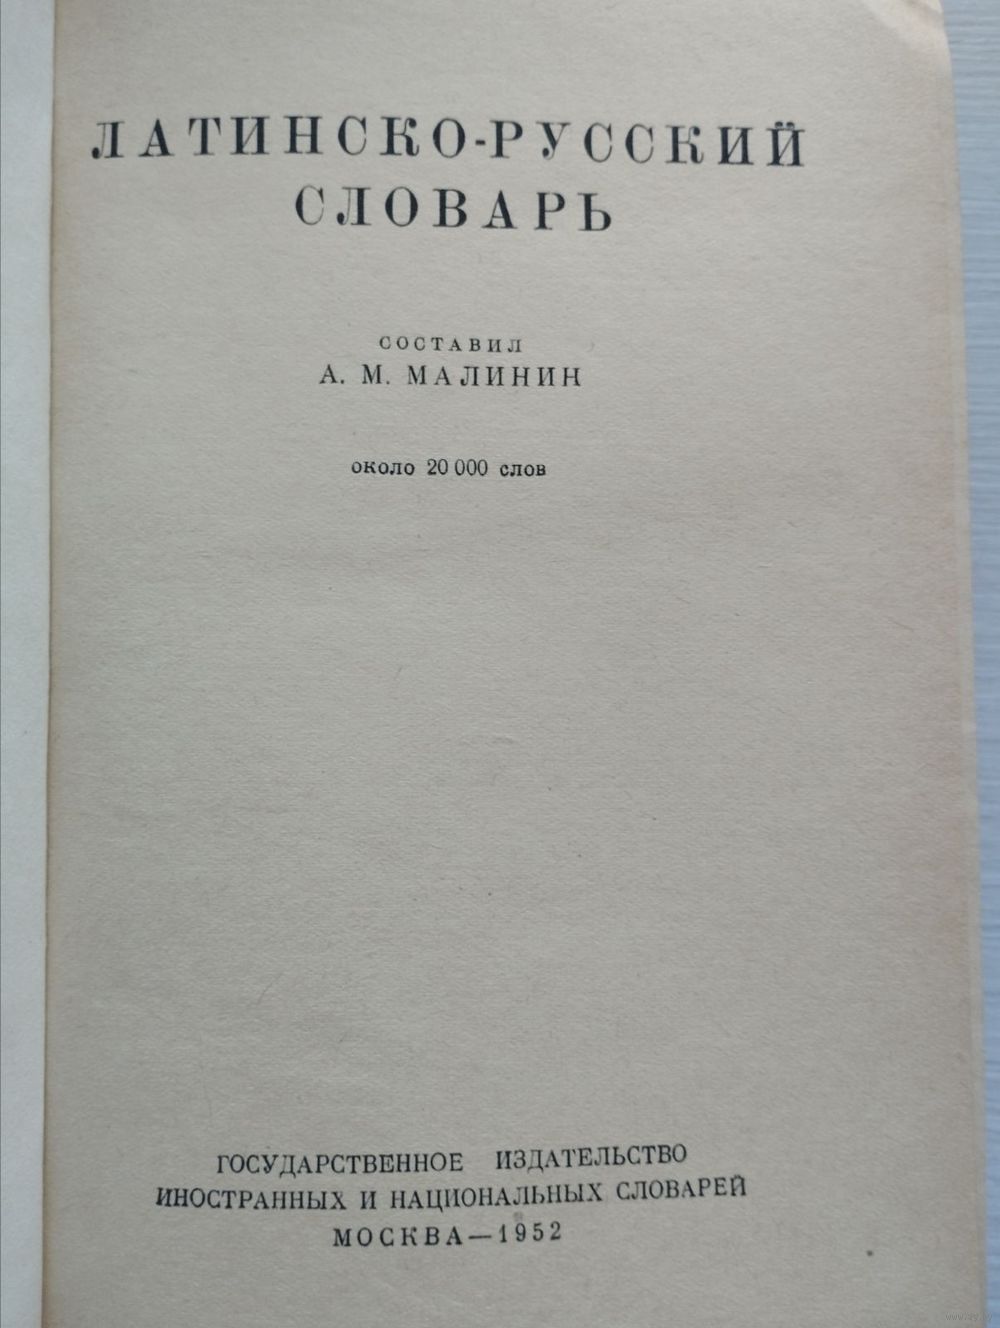 ЛАТИНСКО-РУССКИЙ
СЛОВАРЬ
СОСТАВИЛ
А. М. МАЛИНИН
около 20 000 слов
ГОСУДАРСТВЕННОЕ ИЗДАТЕЛЬСТВО
ИНОСТРАННЫХ И НАЦИОНАЛЬНЫХ СЛОВАРЕЙ
МОСКВА—1952